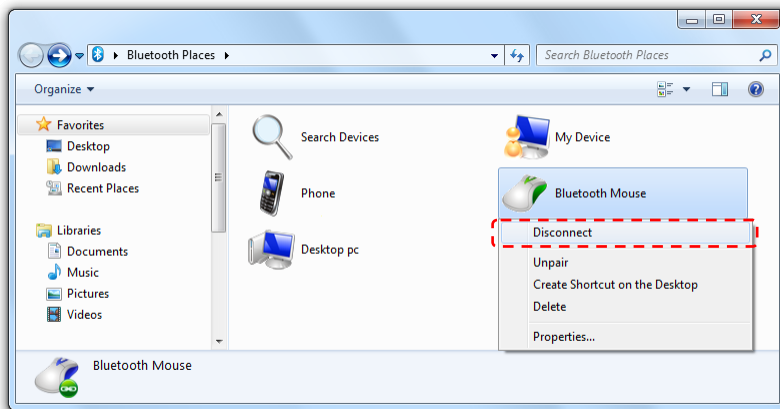 Bluetooth Places
Search Bluetooth Places
Organize
Favorites
Desktop
Downloads
Recent Places
Libraries
Documents
Music
Pictures
Videos
Search Devices
My Device
Phone
Bluetooth Mouse
Desktop pc
Disconnect
Unpair
Create Shortcut on the Desktop
Delete
Properties...
Bluetooth Mouse